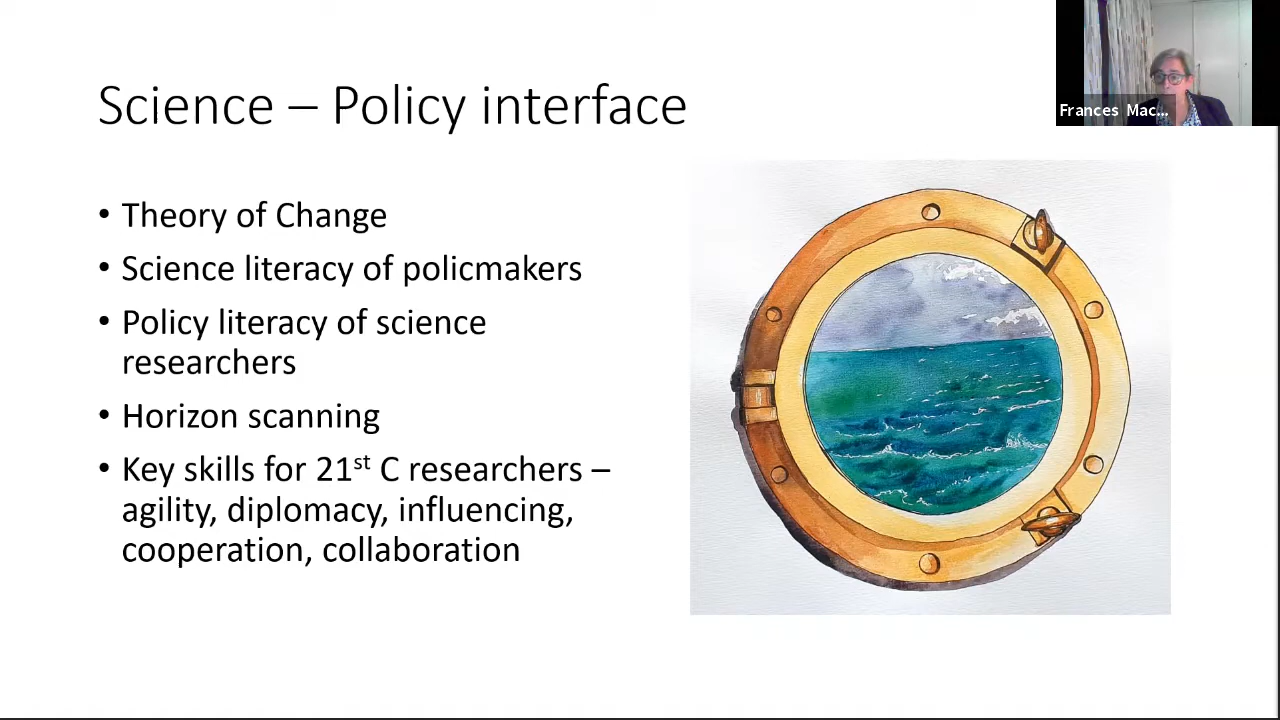 Frances Mac...
Science – Policy interface
• Theory of Change
• Science literacy of policmakers
• Policy literacy of science
researchers
• Horizon scanning
• Key skills for 21st C researchers –
agility, diplomacy, influencing,
cooperation, collaboration